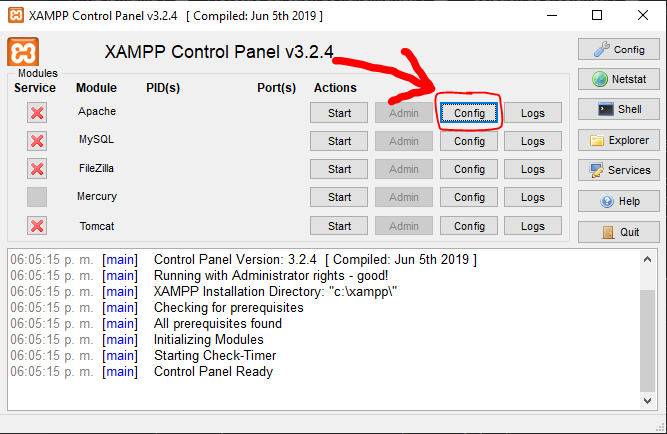 XAMPP Control Panel v3.2.4 [ Compiled: Jun 5th 2019 ]
XAMPP Control Panel v3.2.4
Config
Modules
Service Module PID(s) Port(s) Actions
Netstat
Apache Start Admin Config Logs
Shell
MySQL Start Admin Config Logs
Explorer
FileZilla Start Admin Config Logs
Services
Mercury Start Admin Config Logs
Help
Tomcat Start Admin Config Logs
Quit
06:05:15 p. m. [main] Control Panel Version: 3.2.4 [ Compiled: Jun 5th 2019 ]
06:05:15 p. m. [main] Running with Administrator rights - good!
06:05:15 p. m. [main] XAMPP Installation Directory: "c:\xampp\"
06:05:15 p. m. [main] Checking for prerequisites
06:05:15 p. m. [main] All prerequisites found
06:05:15 p. m. [main] Initializing Modules
06:05:15 p. m. [main] Starting Check-Timer
06:05:15 p. m. [main] Control Panel Ready